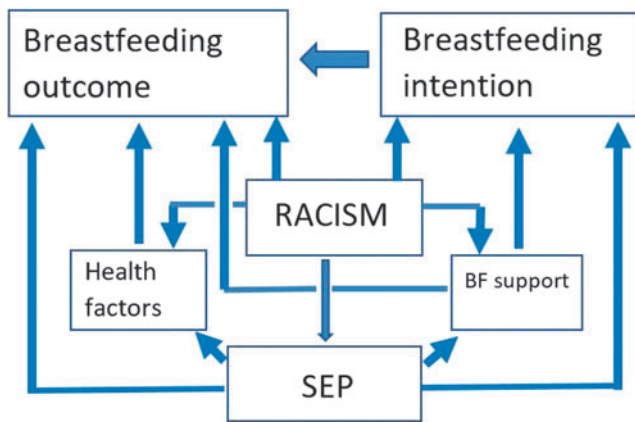 Breastfeeding
outcome
Breastfeeding
intention
RACISM
Health
factors
BF support
SEP